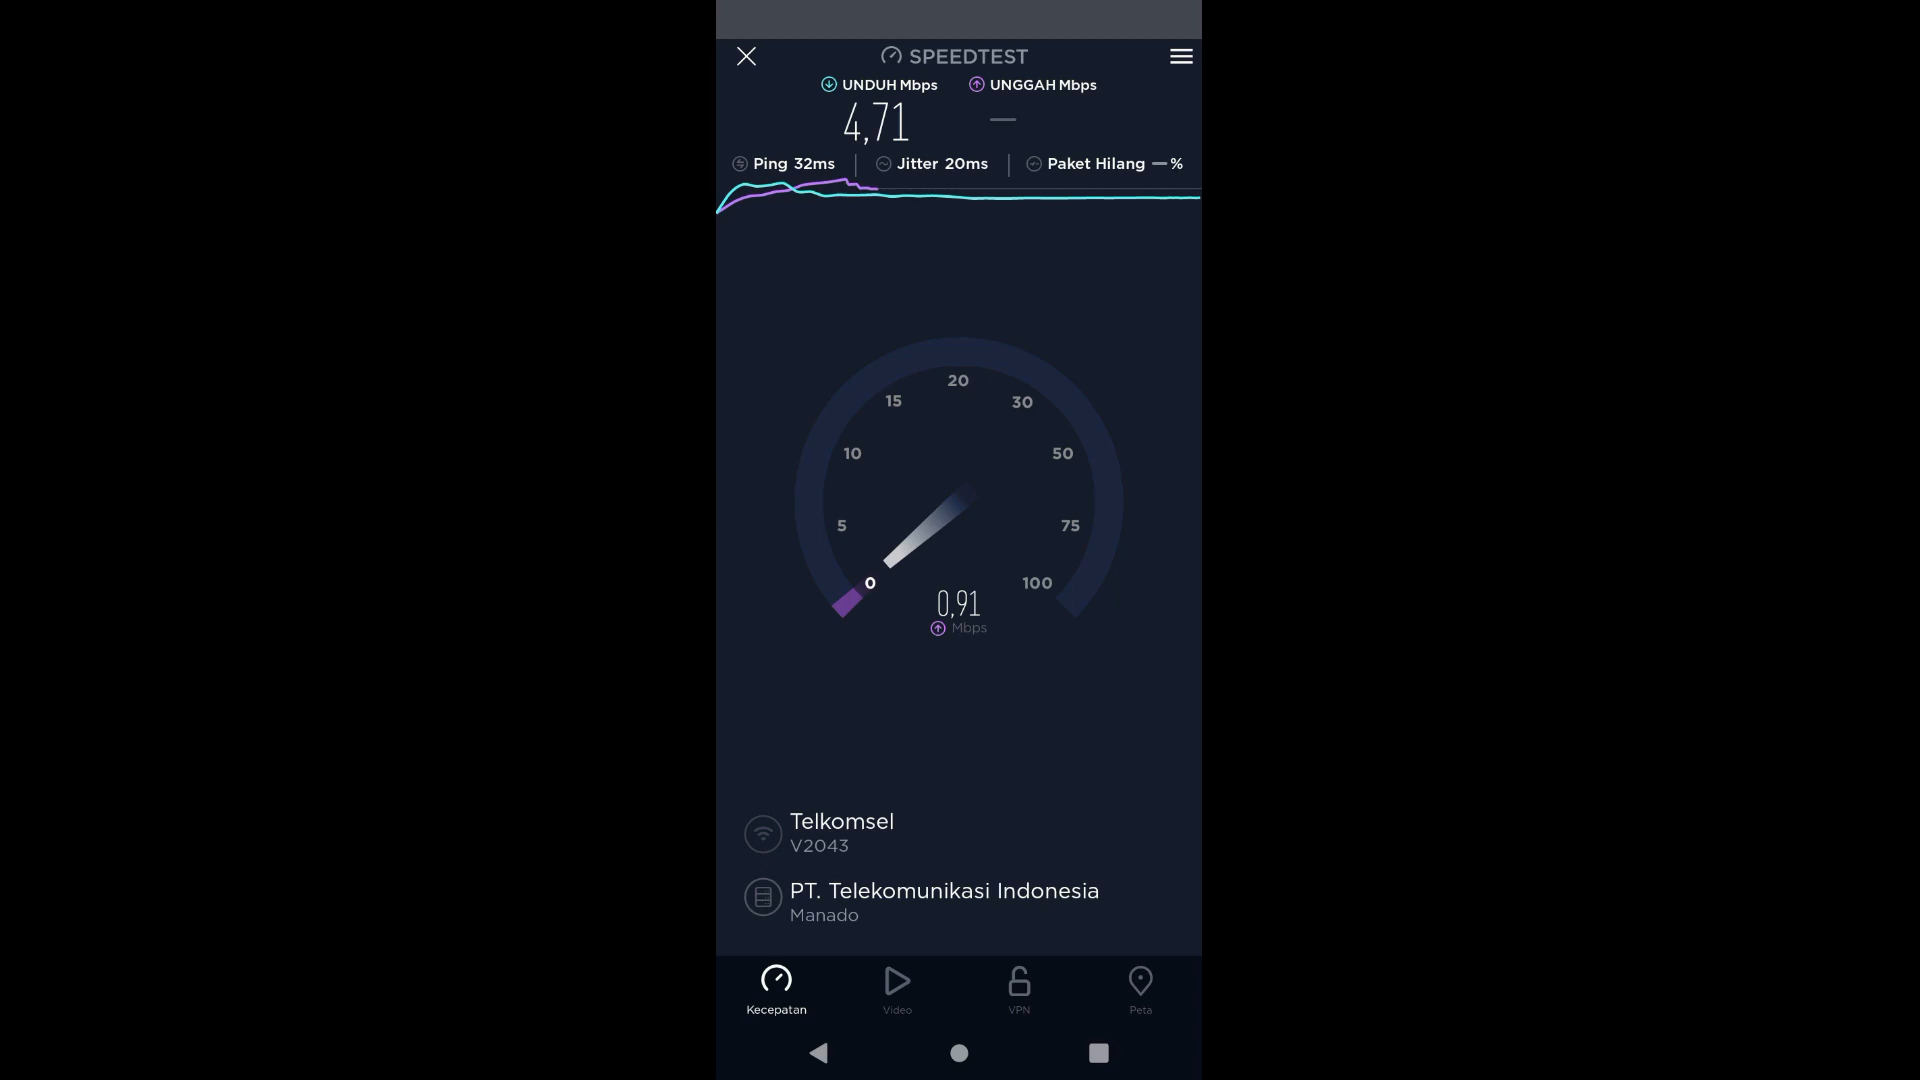 SPEEDTEST
UNDUH Mbps
UNGGAH Mbps
4,71
—
Ping 32ms
Jitter 20ms
Paket Hilang —%
20
15
30
10
50
5
75
0
100
0,91
Mbps
Telkomsel
V2043
PT. Telekomunikasi Indonesia
Manado
Kecepatan
Video
VPN
Peta